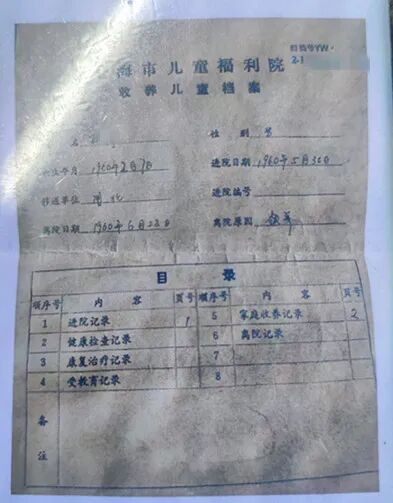 归档号YW·
2.1
海市儿童福利院
收养儿童档案
名 性别 男
出生年月 1960年2月7日 进院日期 1960年5月30日
移送单位 闸北 进院编号
离院日期 1960年6月23日 离院原因 领养
目录
顺序号 内容 页号 顺序号 内容 页号
1 进院记录 1 5 家庭收养记录 2
2 健康检查记录 6 离院记录
3 康复治疗记录 7
4 受教育记录 8
备注